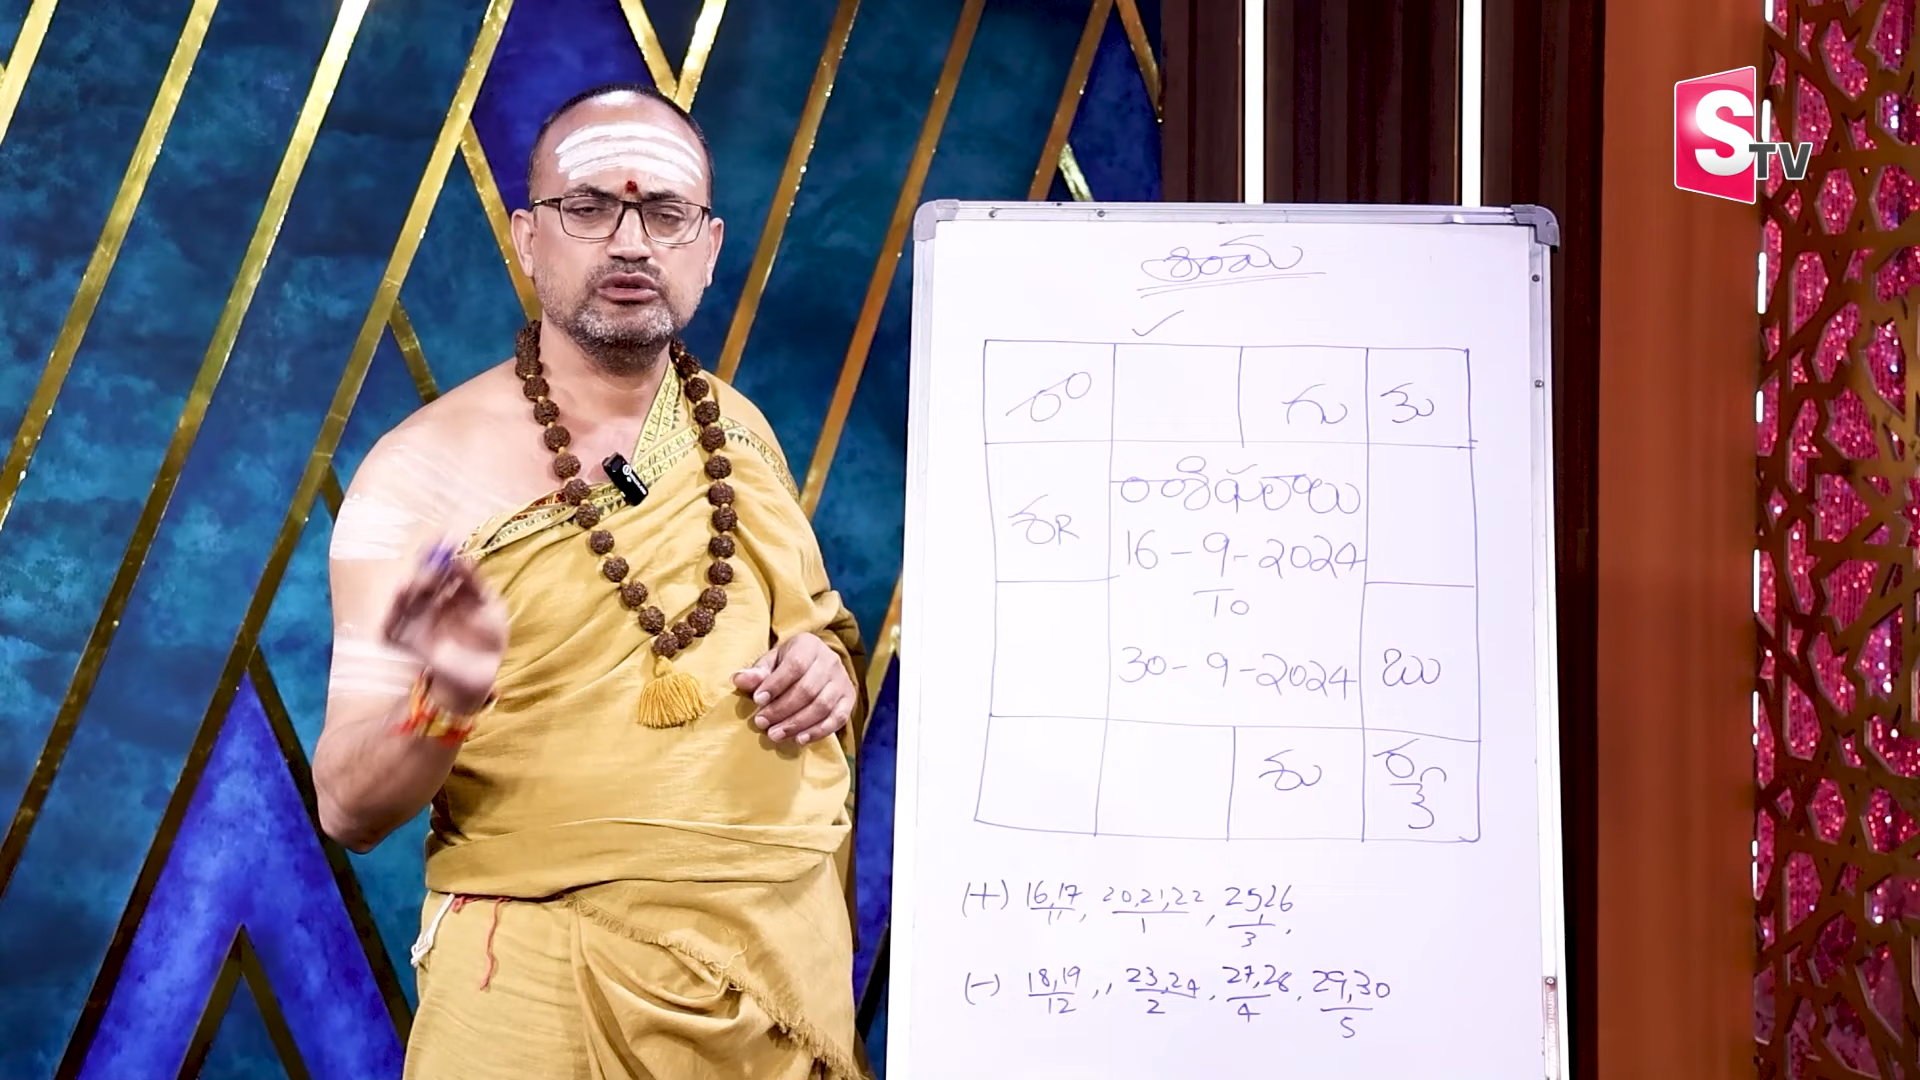 STV
శ్రీరామ
✓
రా
గు
కు
శR
రాశిఫలాలు
16-9-2024
To
30-9-2024
బు
శు
ర
కే
(+) 16,17/11, 20,21,22/1, 25,26/3,
(-) 18,19/12,, 23,24/2, 27,28/4, 29,30/5